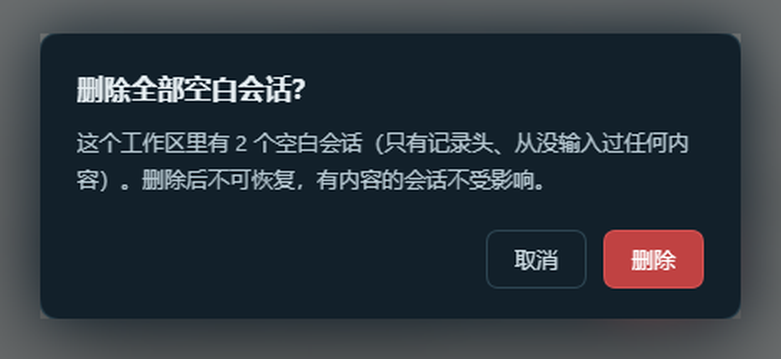 删除全部空白会话?
这个工作区里有 2 个空白会话（只有记录头、从没输入过任何内
容）。删除后不可恢复，有内容的会话不受影响。
取消
删除